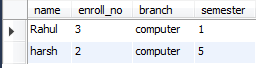 name enroll_no branch semester
Rahul 3 computer 1
harsh 2 computer 5